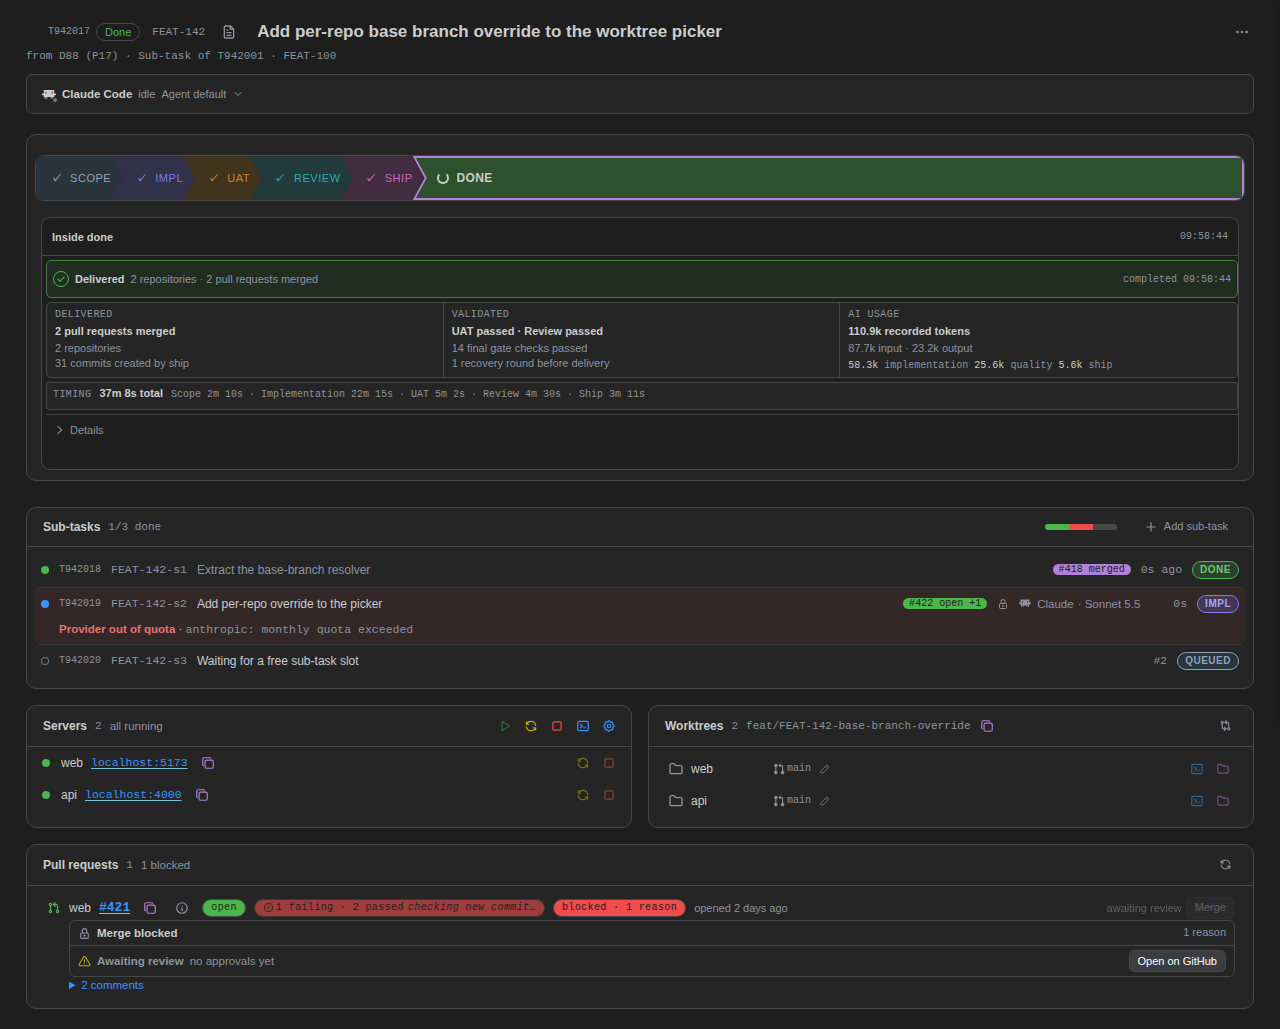 T942017 Done FEAT-142 Add per-repo base branch override to the worktree picker
from D88 (P17) · Sub-task of T942001 · FEAT-100
Claude Code idle Agent default
SCOPE IMPL UAT REVIEW SHIP DONE
Inside done 09:58:44
Delivered 2 repositories · 2 pull requests merged completed 09:58:44
DELIVERED VALIDATED AI USAGE
2 pull requests merged UAT passed · Review passed 110.9k recorded tokens
2 repositories 14 final gate checks passed 87.7k input · 23.2k output
31 commits created by ship 1 recovery round before delivery 58.3k implementation 25.6k quality 5.6k ship
TIMING 37m 8s total Scope 2m 10s · Implementation 22m 15s · UAT 5m 2s · Review 4m 30s · Ship 3m 11s
Details
Sub-tasks 1/3 done Add sub-task
T942018 FEAT-142-s1 Extract the base-branch resolver #418 merged 0s ago DONE
T942019 FEAT-142-s2 Add per-repo override to the picker #422 open +1 Claude · Sonnet 5.5 0s IMPL
Provider out of quota · anthropic: monthly quota exceeded
T942020 FEAT-142-s3 Waiting for a free sub-task slot #2 QUEUED
Servers 2 all running
web localhost:5173
api localhost:4000
Worktrees 2 feat/FEAT-142-base-branch-override
web main
api main
Pull requests 1 1 blocked
web #421 open 1 failing · 2 passed checking new commit… blocked · 1 reason opened 2 days ago awaiting review Merge
Merge blocked 1 reason
Awaiting review no approvals yet Open on GitHub
2 comments